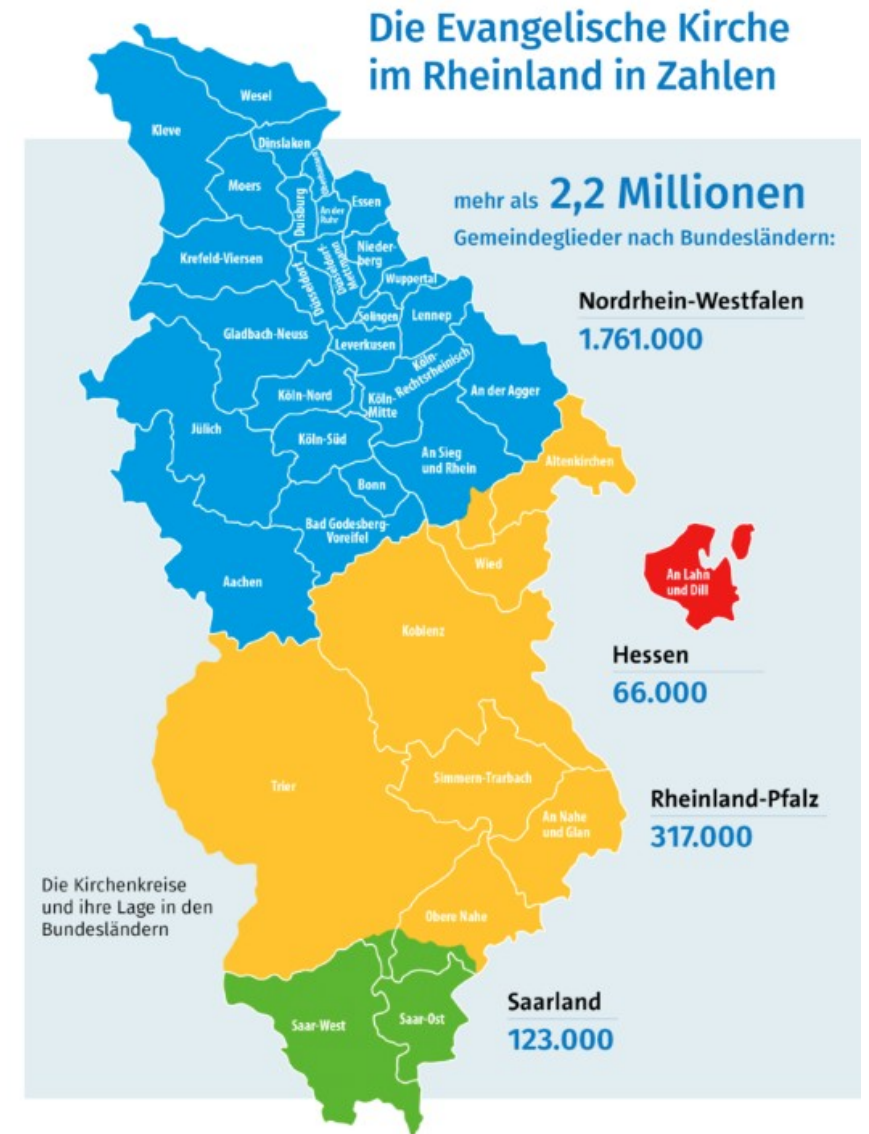 Die Evangelische Kirche
im Rheinland in Zahlen
mehr als 2,2 Millionen
Gemeindeglieder nach Bundesländern:
Nordrhein-Westfalen
1.761.000
Hessen
66.000
Rheinland-Pfalz
317.000
Saarland
123.000
Die Kirchenkreise
und ihre Lage in den
Bundesländern
Wesel
Kleve
Dinslaken
Moers
Duisburg
An der
Ruhr
Essen
Krefeld-Viersen
Düsseldorf
Düsseldorf-
Mettmann
Nieder-
berg
Wuppertal
Solingen
Lennep
Gladbach-Neuss
Leverkusen
Köln-
Rechtsrheinisch
Köln-Nord
Köln-
Mitte
An der Agger
Jülich
Köln-Süd
An Sieg
und Rhein
Bonn
Bad Godesberg-
Voreifel
Aachen
Altenkirchen
Wied
Koblenz
An Lahn
und Dill
Trier
Simmern-Trarbach
An Nahe
und Glan
Obere Nahe
Saar-West
Saar-Ost